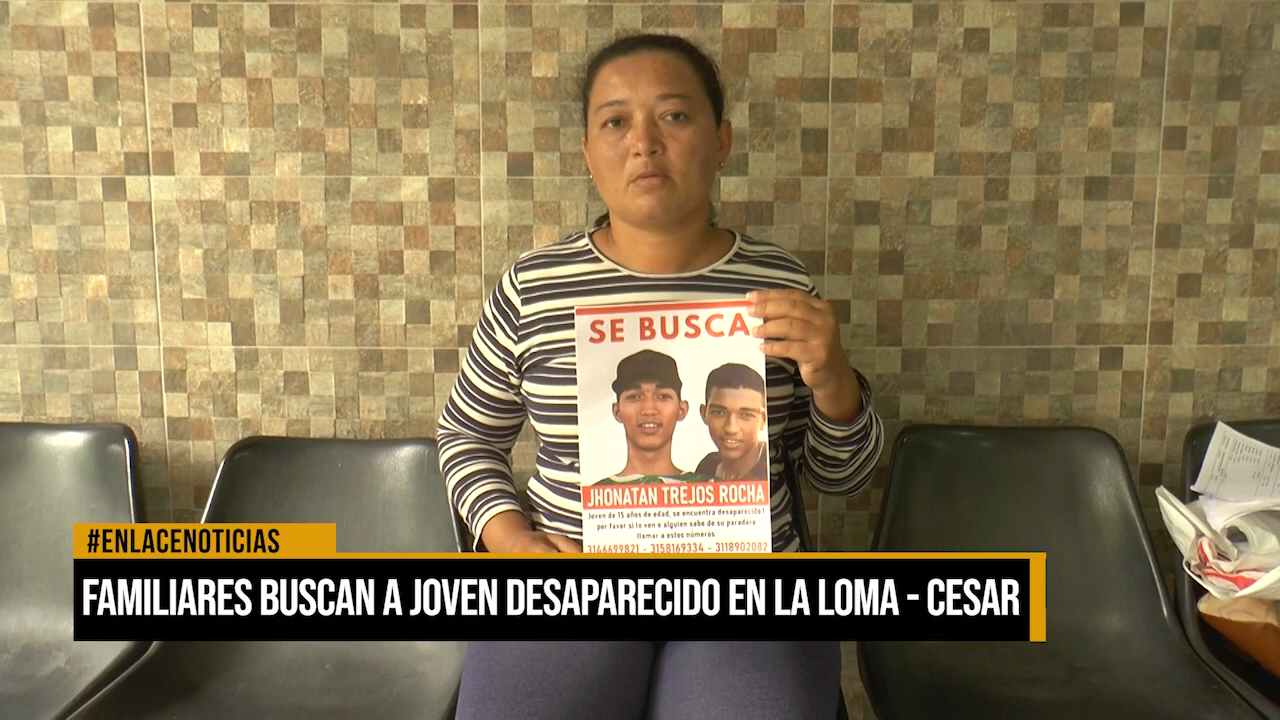 SE BUSCA
JHONATAN TREJOS ROCHA
Joven de 15 años de edad, se encuentra desaparecido!
por favor si lo ven o alguien sabe de su paradera
llamar a estos números
3146699821 - 3158169334 - 3118902082
#ENLACENOTICIAS
FAMILIARES BUSCAN A JOVEN DESAPARECIDO EN LA LOMA - CESAR